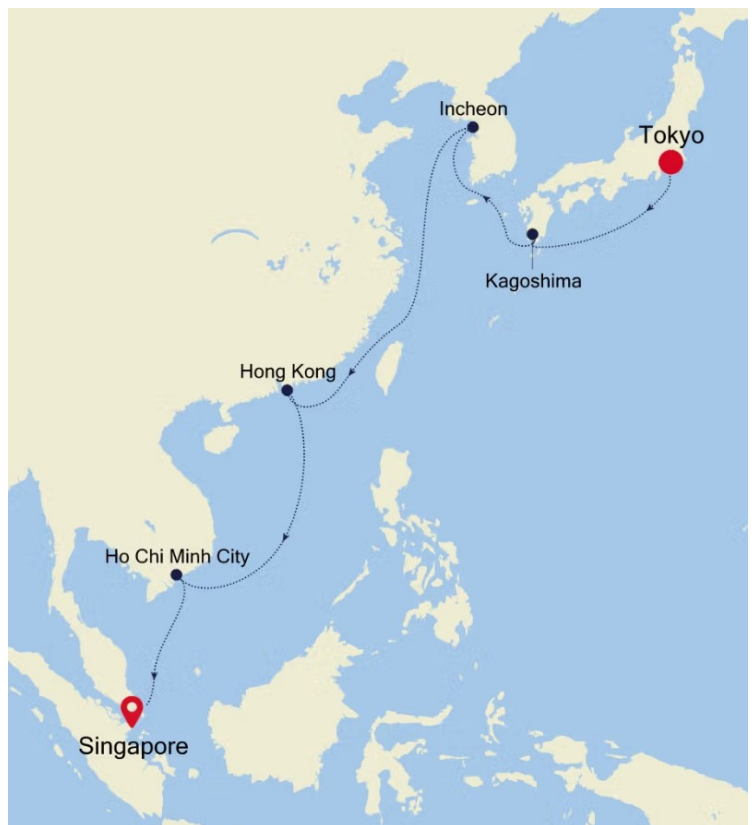 Incheon
Tokyo
Kagoshima
Hong Kong
Ho Chi Minh City
Singapore